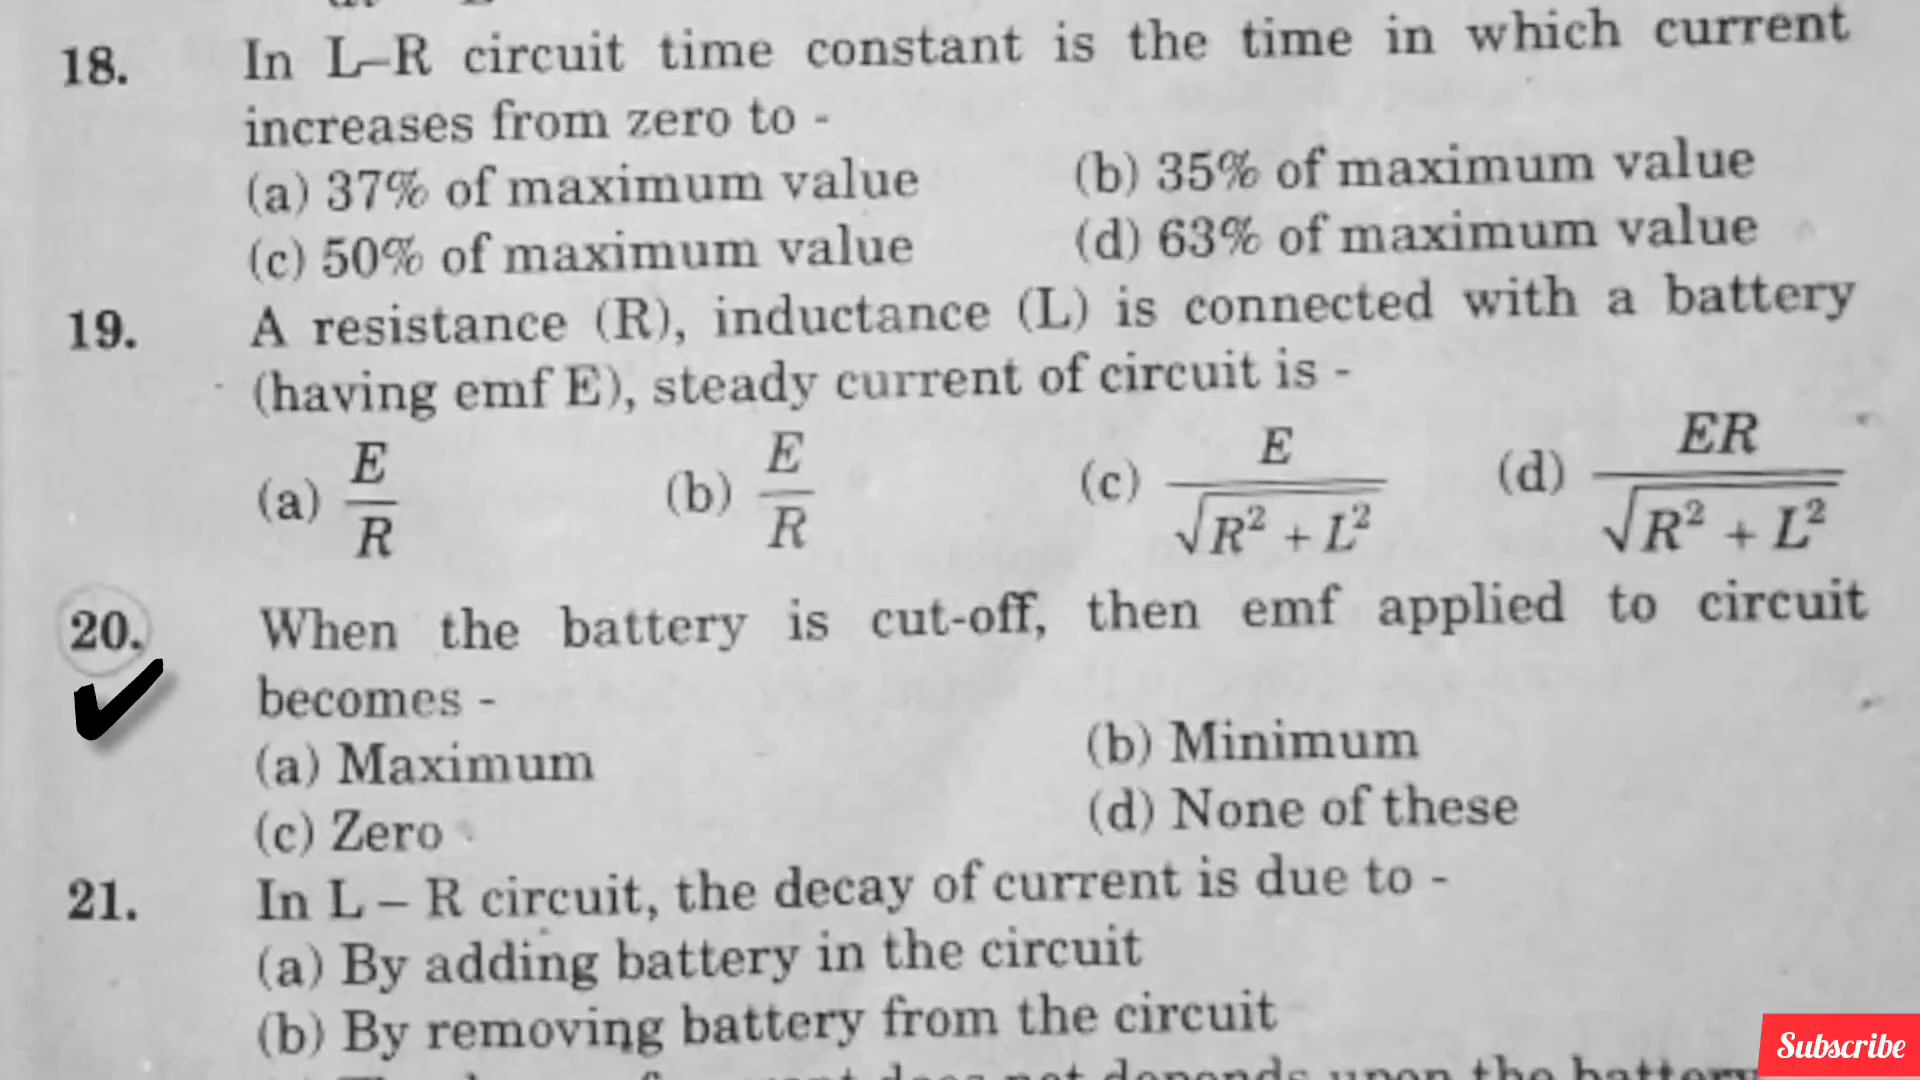 18. In L–R circuit time constant is the time in which current
increases from zero to -
(a) 37% of maximum value (b) 35% of maximum value
(c) 50% of maximum value (d) 63% of maximum value
19. A resistance (R), inductance (L) is connected with a battery
(having emf E), steady current of circuit is -
(a) E/R (b) E/R (c) E/√(R² + L²) (d) ER/√(R² + L²)
20. When the battery is cut-off, then emf applied to circuit
becomes -
(a) Maximum (b) Minimum
(c) Zero (d) None of these
21. In L – R circuit, the decay of current is due to -
(a) By adding battery in the circuit
(b) By removing battery from the circuit
Subscribe